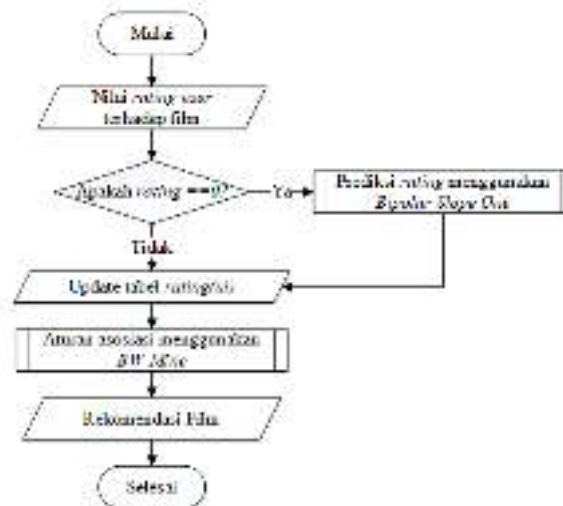 Mulai
Nilai rating user
terhadap film
Apakah rating ==0?
Ya
Prediksi rating menggunakan
Bipolar Slope One
Tidak
Update tabel
Aturan asosiasi menggunakan
BW Mine
Rekomendasi Film
Selesai